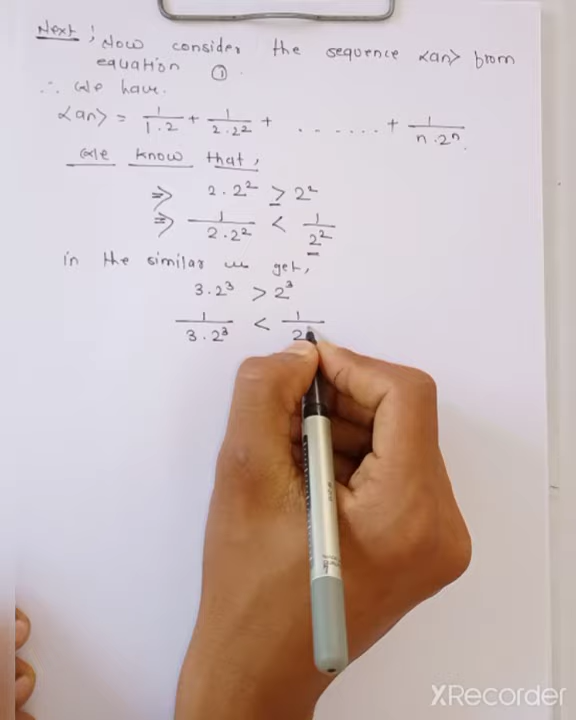 Next ; Now consider the sequence <an> from
equation ①
∴ we have.
<an> = 1/1.2 + 1/2.2² + ....... + 1/n.2ⁿ.
We know that,
⇒ 2.2² > 2²
⇒ 1/2.2² < 1/2²
in the similar we get,
3.2³ > 2³
1/3.2³ < 1/2
XRecorder